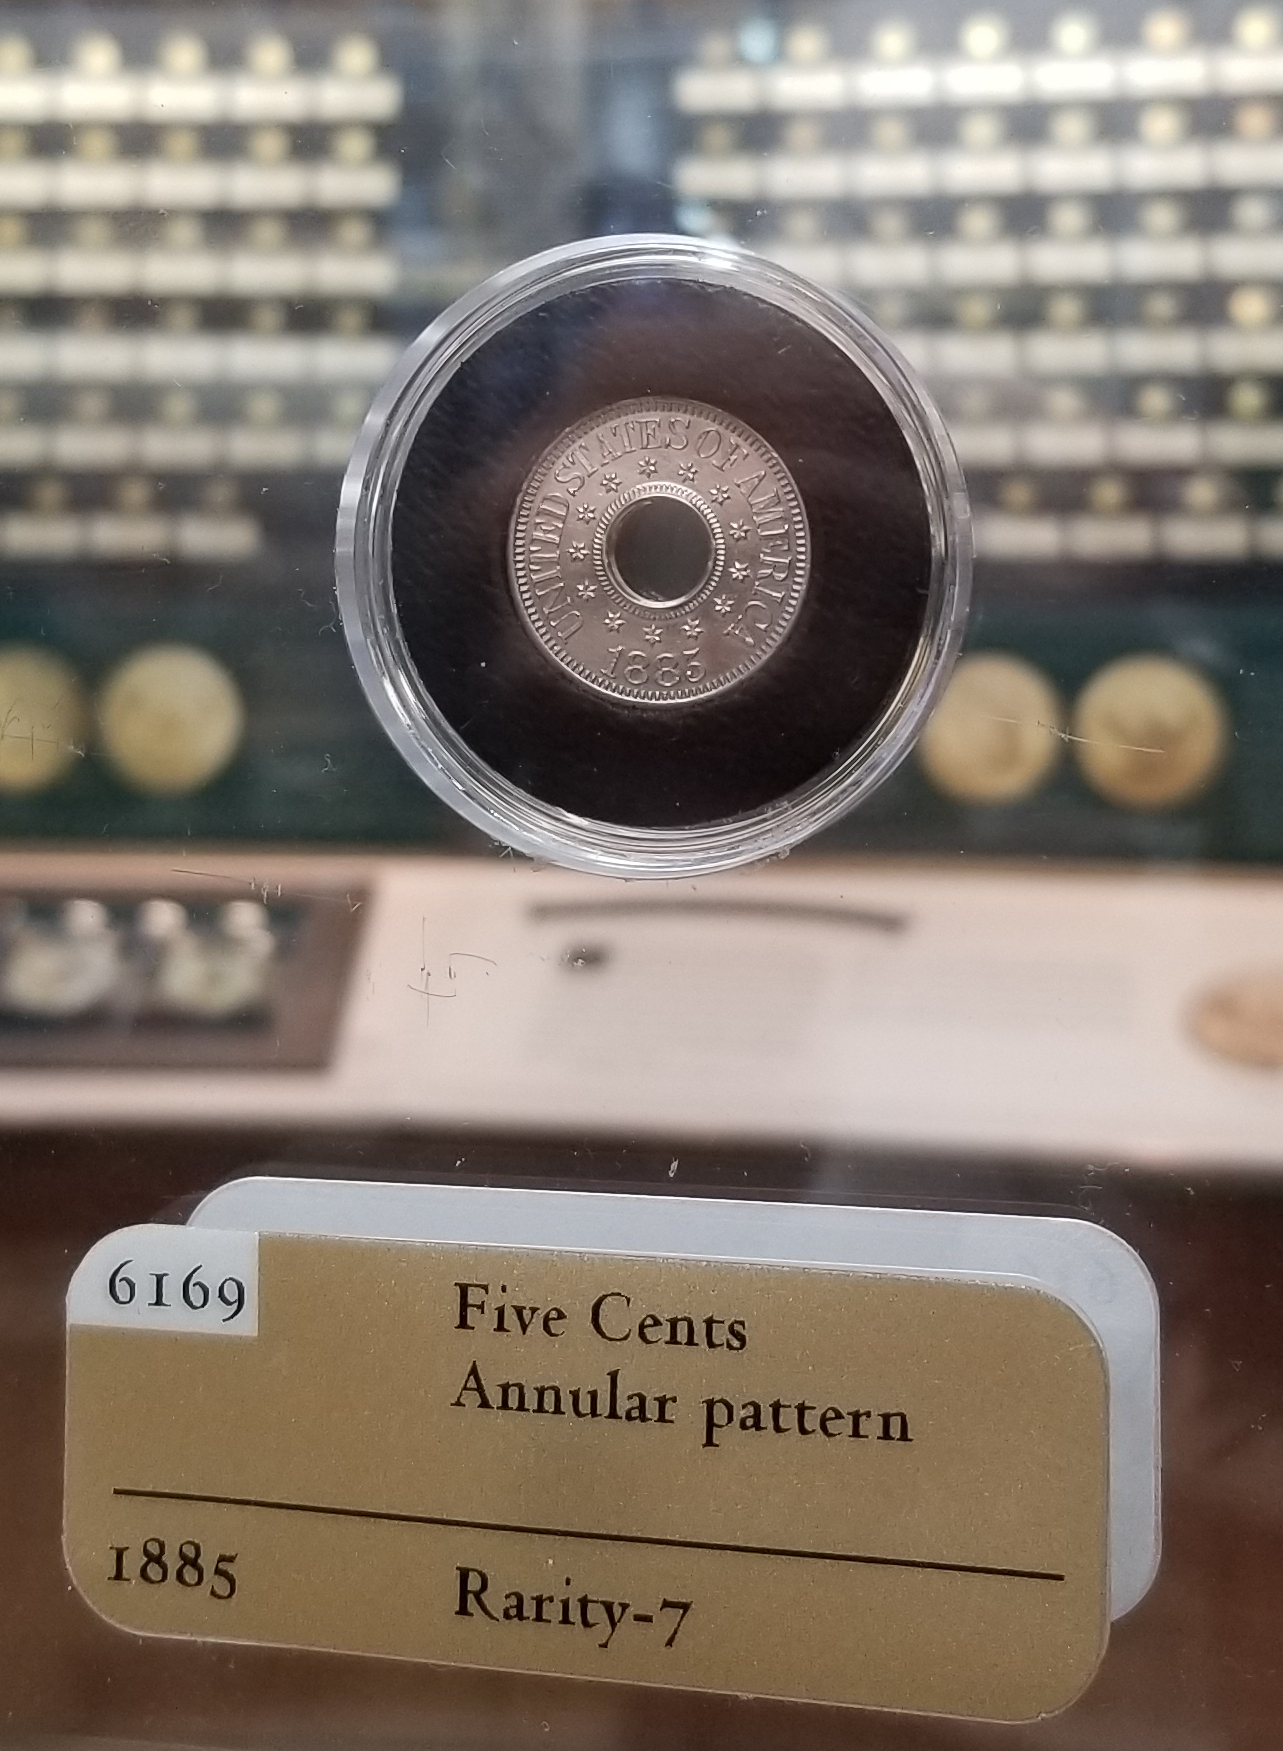 UNITED STATES OF AMERICA
1885
6169
Five Cents
Annular pattern
1885
Rarity-7